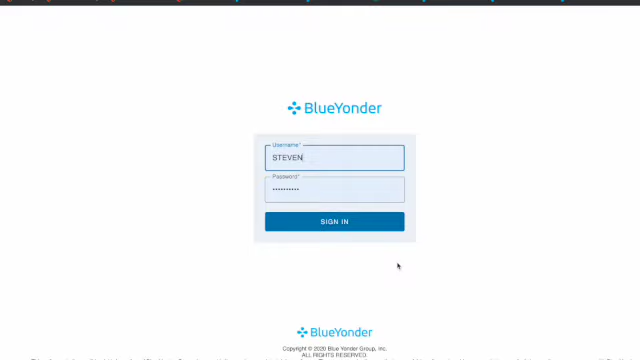 BlueYonder
Username*
STEVEN
Password*
••••••••••
SIGN IN
BlueYonder
Copyright © 2020 Blue Yonder Group, Inc.
ALL RIGHTS RESERVED.